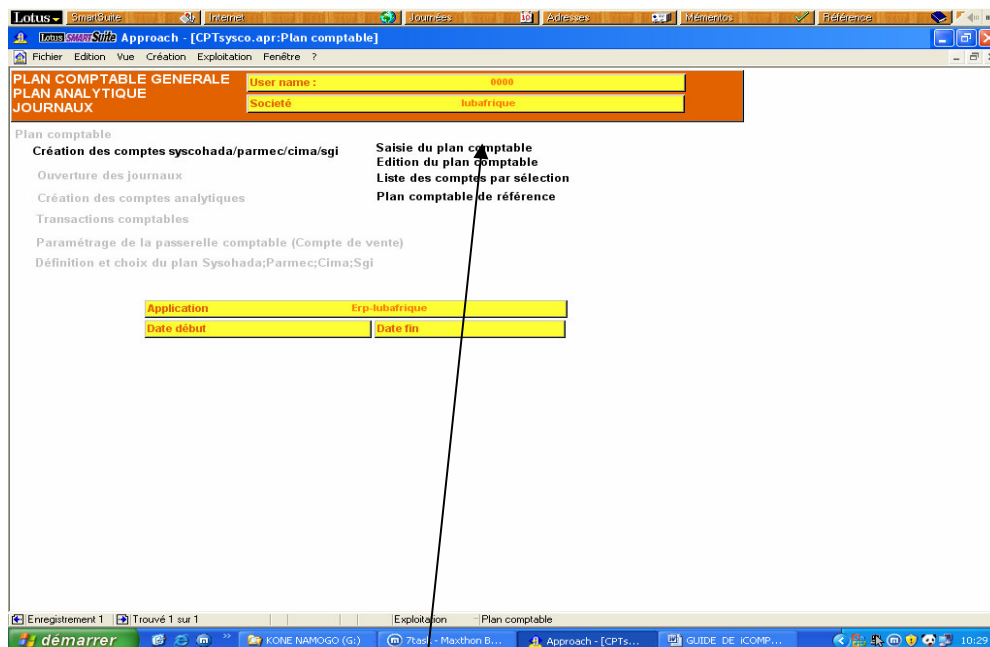 Lotus SmartSuite Internet Journées Adresses Mémentos Référence
Lotus SMARTSuite Approach - [CPTsysco.apr:Plan comptable]
Fichier Edition Vue Création Exploitation Fenêtre ?
PLAN COMPTABLE GENERALE
PLAN ANALYTIQUE
JOURNAUX
User name : 0000
Societé lubafrique
Plan comptable
Création des comptes syscohada/parmec/cima/sgi
Ouverture des journaux
Création des comptes analytiques
Transactions comptables
Paramétrage de la passerelle comptable (Compte de vente)
Définition et choix du plan Sysohada;Parmec;Cima;Sgi
Saisie du plan comptable
Edition du plan comptable
Liste des comptes par sélection
Plan comptable de référence
Application Erp-lubafrique
Date début Date fin
Enregistrement 1 Trouvé 1 sur 1 Exploitation Plan comptable
démarrer KONE NAMOGO (G:) 7tasl - Maxthon B... Approach - [CPTs... GUIDE DE iCOMP... 10:29